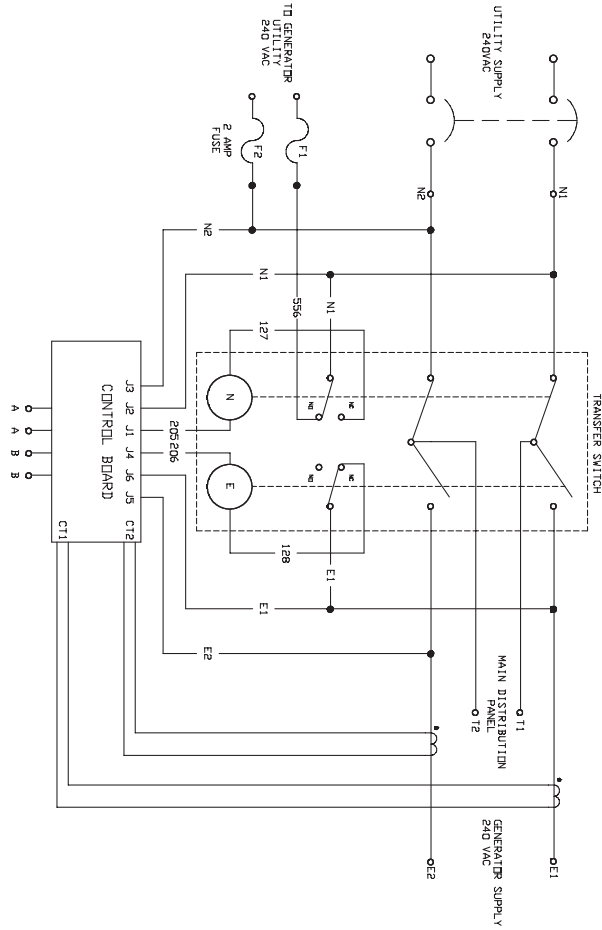 UTILITY SUPPLY
240VAC
TO GENERATOR
UTILITY
240 VAC
F1
F2
2 AMP
FUSE
N1
N2
N2
N1
N1
556
127
TRANSFER SWITCH
NC
NO
N
NC
NO
E
205
206
J3
J2
J1
J4
J6
J5
CONTROL BOARD
CT2
CT1
A
A
B
B
128
E1
E1
E2
MAIN DISTRIBUTION
PANEL
T1
T2
GENERATOR SUPPLY
240 VAC
E1
E2